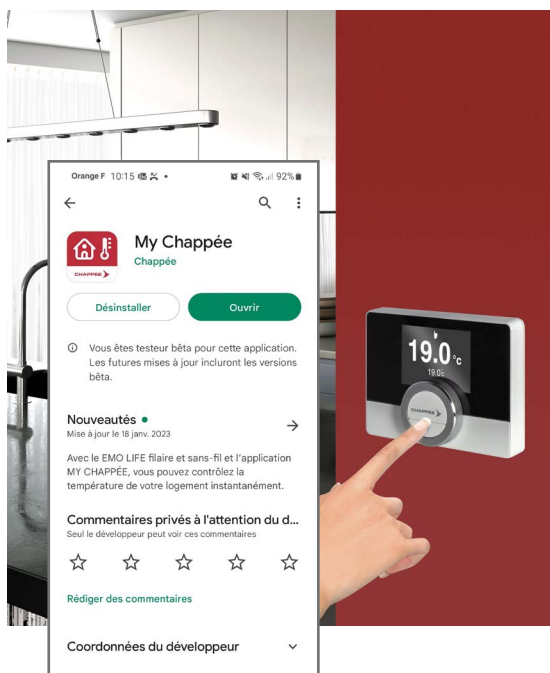 Orange F 10:15
92%
My Chappée
Chappée
CHAPPEE
Désinstaller
Ouvrir
Vous êtes testeur bêta pour cette application.
Les futures mises à jour incluront les versions
bêta.
Nouveautés
Mise à jour le 18 janv. 2023
Avec le EMO LIFE filaire et sans-fil et l'application
MY CHAPPÉE, vous pouvez contrôlez la
température de votre logement instantanément.
Commentaires privés à l'attention du d...
Seul le développeur peut voir ces commentaires
Rédiger des commentaires
Coordonnées du développeur
19.0°c
19.0°c
CHAPPEE